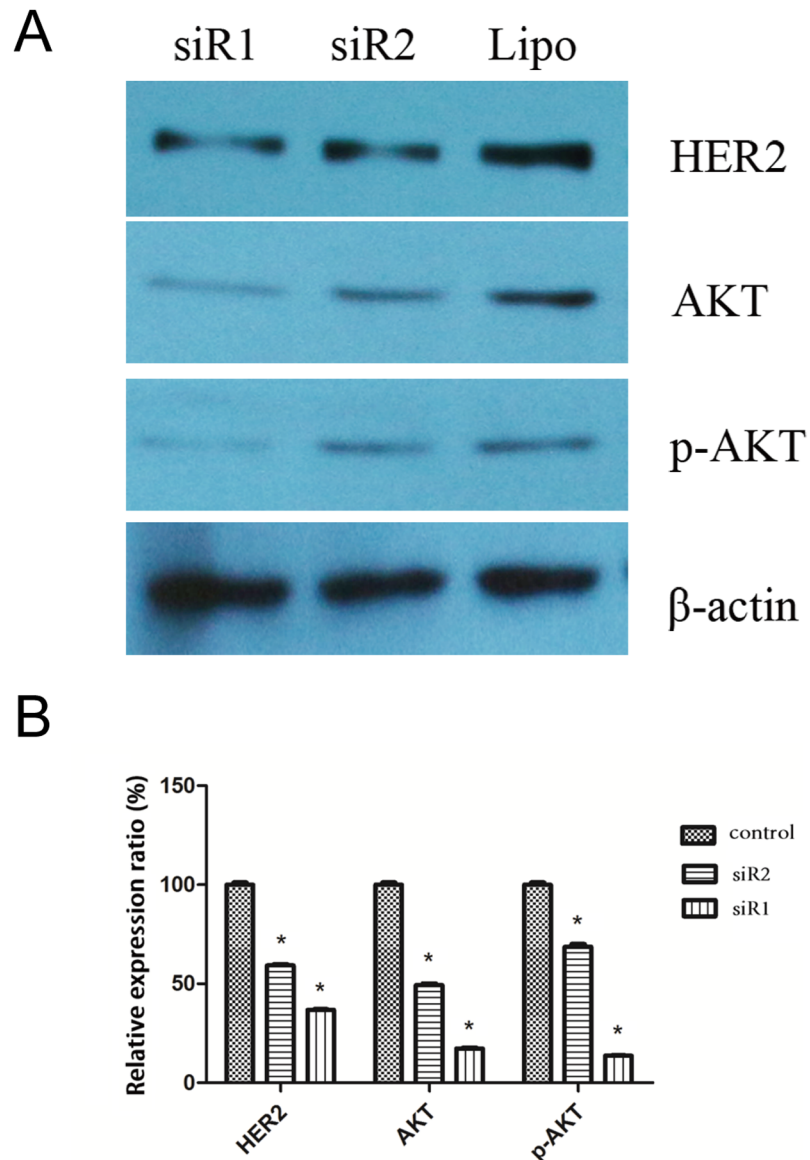 A
siR1 siR2 Lipo
HER2
AKT
p-AKT
β-actin
B
Relative expression ratio (%)
150
100
50
0
* *
* *
* *
HER2 AKT p-AKT
control
siR2
siR1